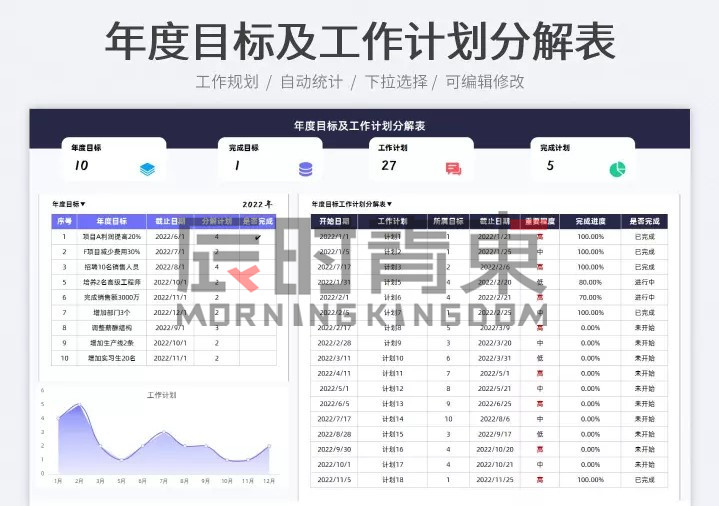 年度目标及工作计划分解表
工作规划 / 自动统计 / 下拉选择 / 可编辑修改
年度目标及工作计划分解表
年度目标 完成目标 工作计划 完成计划
10 1 27 5
年度目标▼ 2022年
序号 年度目标 截止日期 分解计划 是否完成
1 项目A利润提高20% 2022/6/1 4 ✔
2 F项目减少费用30% 2022/1/5 2
3 招聘10名销售人员 2022/8/1 4
5 培养2名高级工程师 2022/10/1 2
6 完成销售额3000万 2022/11/1 2
7 增加部门3个 2022/12/1 2
8 调整薪酬结构 2022/9/1 3
9 增加生产线2条 2022/10/1 2
10 增加实习生20名 2022/11/1 2
工作计划
6
5
4
3
2
1
0
1月 2月 3月 4月 5月 6月 7月 8月 9月 10月 11月 12月
年度目标工作计划分解表▼
开始日期 工作计划 所属目标 截止日期 重要程度 完成进度 是否完成
2022/1/1 计划1 1 2022/1/21 高 100.00% 已完成
2022/1/5 计划2 1 2022/1/25 中 100.00% 已完成
2022/7/17 计划3 2 2022/2/6 高 100.00% 已完成
2022/1/31 计划5 4 2022/2/20 低 80.00% 进行中
2022/2/1 计划6 4 2022/2/21 高 70.00% 进行中
2022/2/5 计划7 1 2022/2/25 中 100.00% 已完成
2022/2/17 计划8 2022/3/9 高 0.00% 未开始
2022/2/28 计划9 3 2022/3/20 中 0.00% 未开始
2022/3/11 计划10 6 2022/3/31 低 0.00% 未开始
2022/4/11 计划11 7 2022/5/1 高 0.00% 未开始
2022/5/1 计划12 8 2022/5/21 中 0.00% 未开始
2022/6/5 计划13 9 2022/6/25 高 0.00% 未开始
2022/7/17 计划14 10 2022/8/6 中 0.00% 未开始
2022/8/28 计划15 3 2022/9/17 低 0.00% 未开始
2022/9/30 计划16 4 2022/10/20 高 0.00% 未开始
2022/10/1 计划17 4 2022/10/21 中 0.00% 未开始
2022/11/5 计划18 1 2022/11/25 高 100.00% 已完成
MORNING KINGDOM